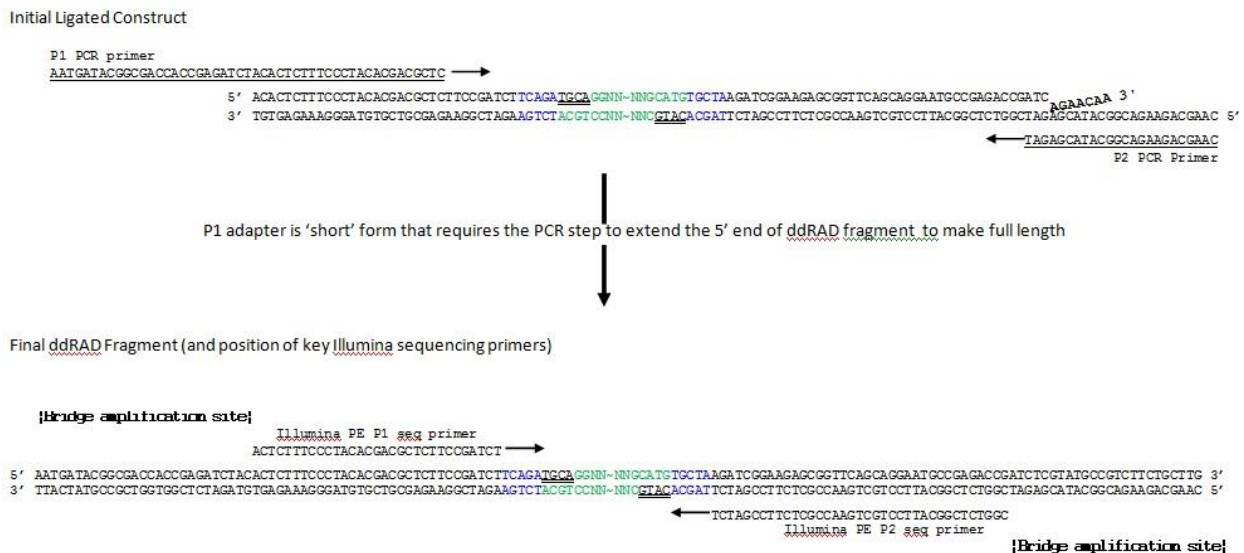 Initial Ligated Construct
P1 PCR primer
AATGATACGGCGACCACCGAGATCTACACTCTTTCCCTACACGACGCTC
5’ ACACTCTTTCCCTACACGACGCTCTTCCGATCTTCAGATGCAGGNN~NNGCATGTGCTAAGATCGGAAGAGCGGTTCAGCAGGAATGCCGAGACCGATC AGAACAA 3'
3’ TGTGAGAAAGGGATGTGCTGCGAGAAGGCTAGAAGTCTACGTCCNN~NNCGTACACGATTCTAGCCTTCTCGCCAAGTCGTCCTTACGGCTCTGGCTAGAGCATACGGCAGAAGACGAAC 5’
TAGAGCATACGGCAGAAGACGAAC
P2 PCR Primer
P1 adapter is ‘short’ form that requires the PCR step to extend the 5’ end of ddRAD fragment to make full length
Final ddRAD Fragment (and position of key Illumina sequencing primers)
|Bridge amplification site|
Illumina PE P1 seq primer
ACTCTTTCCCTACACGACGCTCTTCCGATCT
5’ AATGATACGGCGACCACCGAGATCTACACTCTTTCCCTACACGACGCTCTTCCGATCTTCAGATGCAGGNN~NNGCATGTGCTAAGATCGGAAGAGCGGTTCAGCAGGAATGCCGAGACCGATCTCGTATGCCGTCTTCTGCTTG 3’
3’ TTACTATGCCGCTGGTGGCTCTAGATGTGAGAAAGGGATGTGCTGCGAGAAGGCTAGAAGTCTACGTCCNN~NNCGTACACGATTCTAGCCTTCTCGCCAAGTCGTCCTTACGGCTCTGGCTAGAGCATACGGCAGAAGACGAAC 5’
TCTAGCCTTCTCGCCAAGTCGTCCTTACGGCTCTGGC
Illumina PE P2 seq primer
|Bridge amplification site|